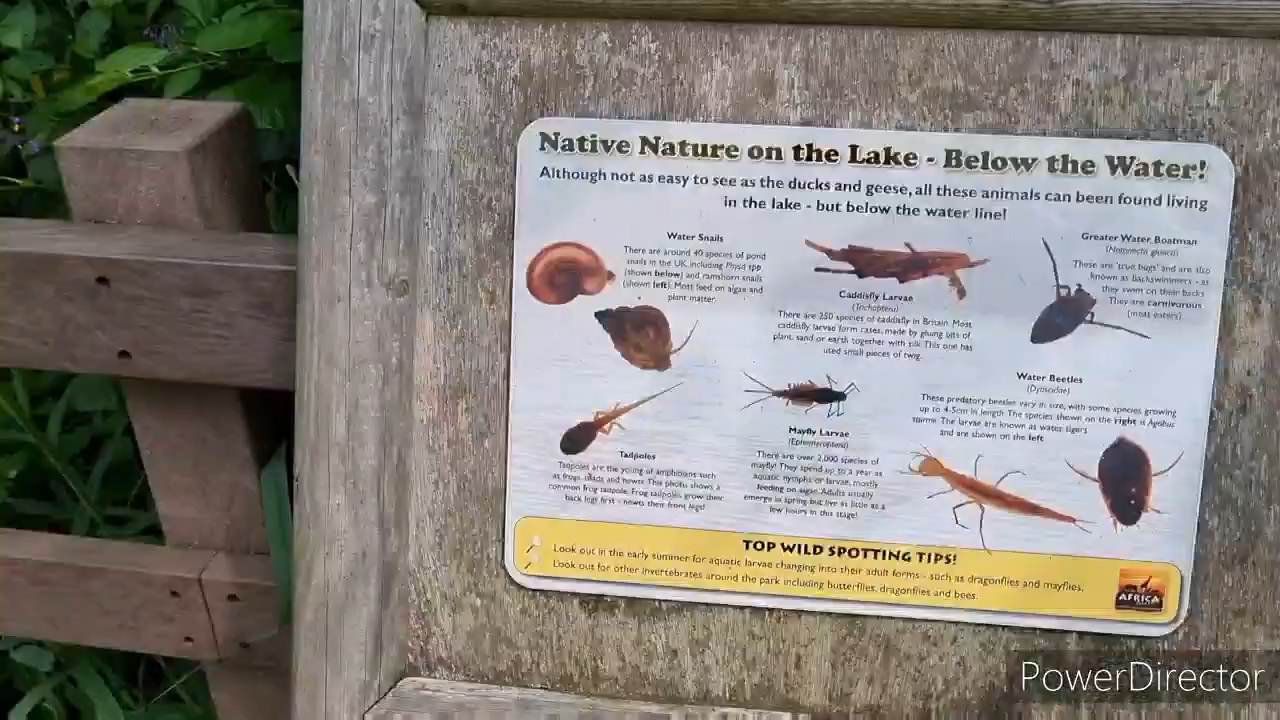 Native Nature on the Lake - Below the Water!
Although not as easy to see as the ducks and geese, all these animals can been found living
in the lake - but below the water line!
Water Snails
There are around 40 species of pond
snails in the UK including Physa spp.
(shown below) and ramshorn snails
(shown left). Most feed on algae and
plant matter.
Caddisfly Larvae
(Trichoptera)
There are 250 species of caddisfly in Britain. Most
caddisfly larvae form cases, made by gluing bits of
plant, sand or earth together with silk. This one has
used small pieces of twig.
Greater Water Boatman
(Notonecta glauca)
These are 'true bugs' and are also
known as Backswimmers - as
they swim on their backs
They are carnivorous
(meat eaters)
Tadpoles
Tadpoles are the young of amphibians such
as frogs, toads and newts. This photo shows a
common frog tadpole. Frog tadpoles grow their
back legs first - newts their front legs!
Mayfly Larvae
(Ephemeroptera)
There are over 2,000 species of
mayfly! They spend up to a year as
aquatic nymphs or larvae, mostly
feeding on algae. Adults usually
emerge in spring but live as little as a
few hours in this stage!
Water Beetles
(Dytiscidae)
These predatory beetles vary in size, with some species growing
up to 4-5cm in length. The species shown on the right is Agabus
The larvae are known as water tigers
and are shown on the left
TOP WILD SPOTTING TIPS!
Look out in the early summer for aquatic larvae changing into their adult forms - such as dragonflies and mayflies.
Look out for other invertebrates around the park including butterflies, dragonflies and bees.
AFRICA
PowerDirector